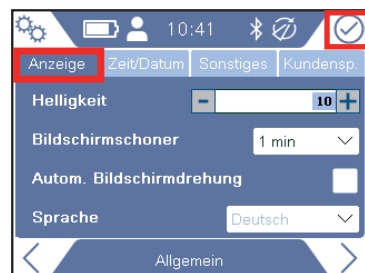 10:41
Anzeige Zeit/Datum Sonstiges Kundensp.
Helligkeit - 10 +
Bildschirmschoner 1 min
Autom. Bildschirmdrehung
Sprache Deutsch
Allgemein